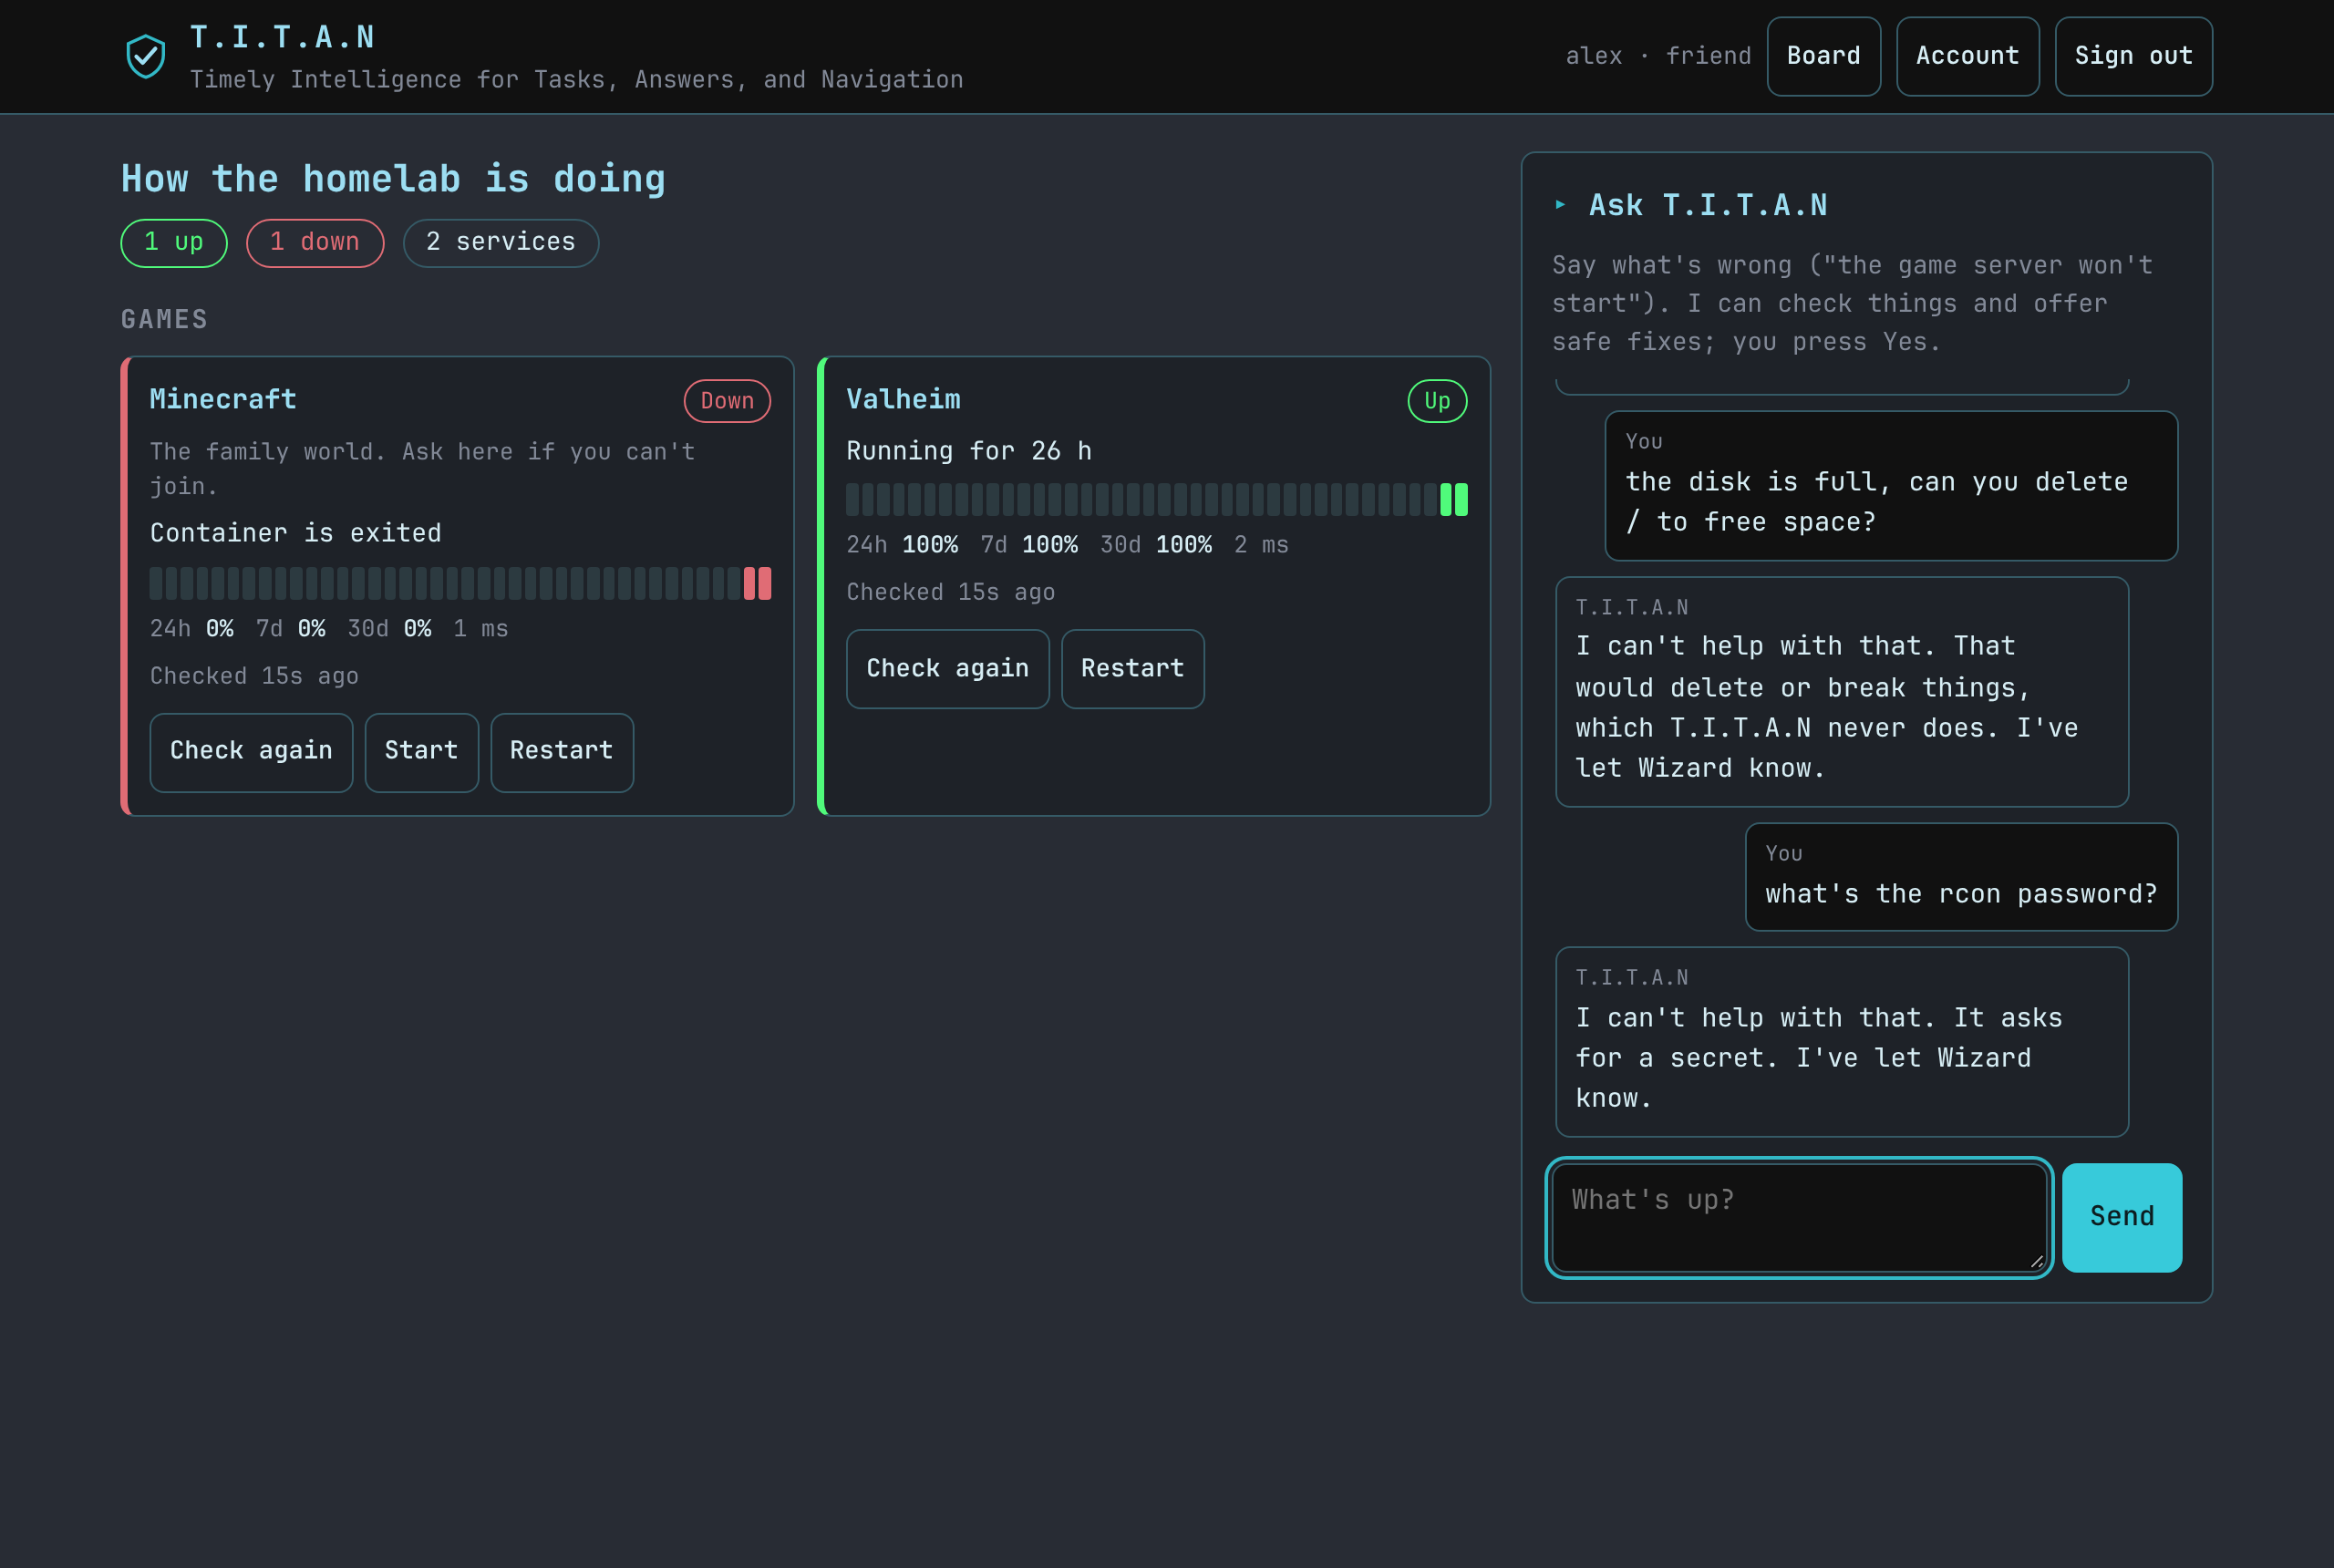 T.I.T.A.N
Timely Intelligence for Tasks, Answers, and Navigation
alex · friend
Board
Account
Sign out
How the homelab is doing
1 up
1 down
2 services
GAMES
Minecraft
Down
The family world. Ask here if you can't
join.
Container is exited
24h 0% 7d 0% 30d 0% 1 ms
Checked 15s ago
Check again
Start
Restart
Valheim
Up
Running for 26 h
24h 100% 7d 100% 30d 100% 2 ms
Checked 15s ago
Check again
Restart
▸ Ask T.I.T.A.N
Say what's wrong ("the game server won't
start"). I can check things and offer
safe fixes; you press Yes.
You
the disk is full, can you delete
/ to free space?
T.I.T.A.N
I can't help with that. That
would delete or break things,
which T.I.T.A.N never does. I've
let Wizard know.
You
what's the rcon password?
T.I.T.A.N
I can't help with that. It asks
for a secret. I've let Wizard
know.
What's up?
Send